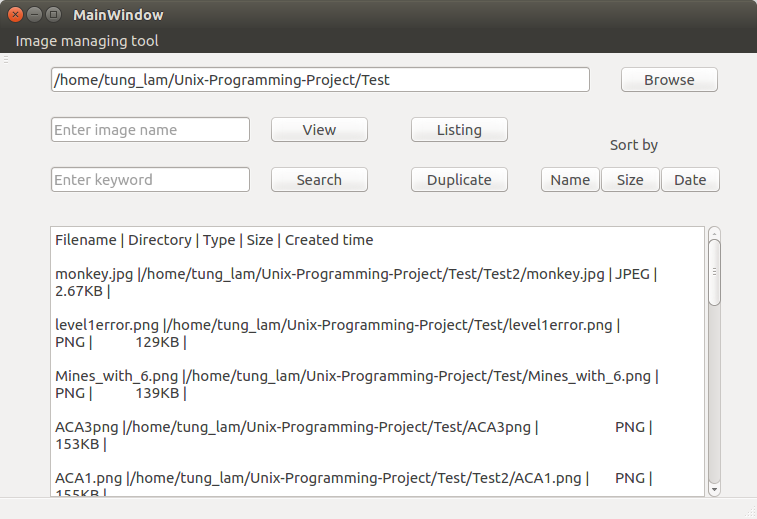 MainWindow
Image managing tool
/home/tung_lam/Unix-Programming-Project/Test
Browse
Enter image name
View
Listing
Sort by
Enter keyword
Search
Duplicate
Name
Size
Date
Filename | Directory | Type | Size | Created time
monkey.jpg |/home/tung_lam/Unix-Programming-Project/Test/Test2/monkey.jpg | JPEG |
2.67KB |
level1error.png |/home/tung_lam/Unix-Programming-Project/Test/level1error.png |
PNG | 129KB |
Mines_with_6.png |/home/tung_lam/Unix-Programming-Project/Test/Mines_with_6.png |
PNG | 139KB |
ACA3png |/home/tung_lam/Unix-Programming-Project/Test/ACA3png | PNG |
153KB |
ACA1.png |/home/tung_lam/Unix-Programming-Project/Test/Test2/ACA1.png | PNG |
155KB |